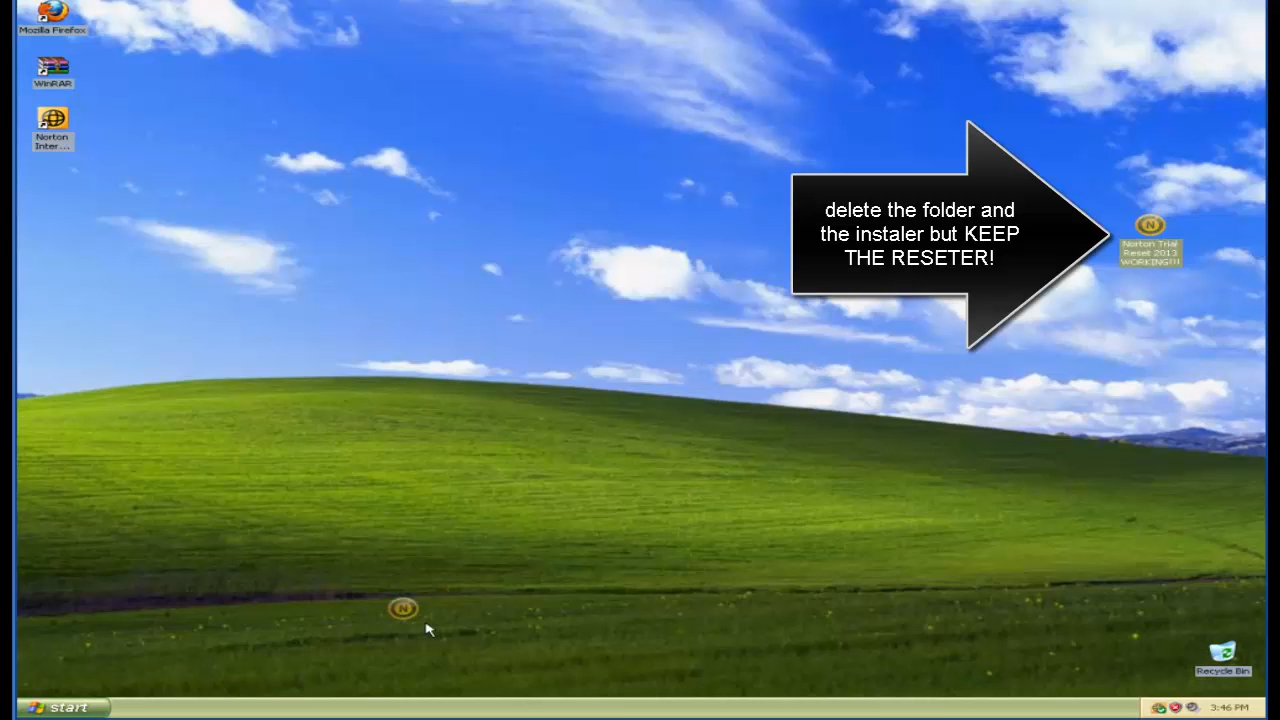 Mozilla Firefox
WinRAR
Norton
Inter...
delete the folder and
the instaler but KEEP
THE RESETER!
Norton Trial
Reset 2013
WORKING!!!
Recycle Bin
start
3:46 PM